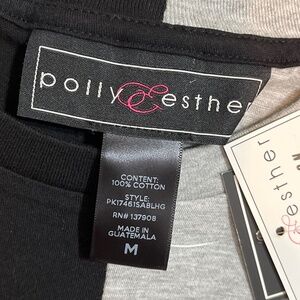 polly & esther
CONTENT:
100% COTTON
STYLE:
PK17461SABLHG
RN# 137908
MADE IN
GUATEMALA
M
& esther